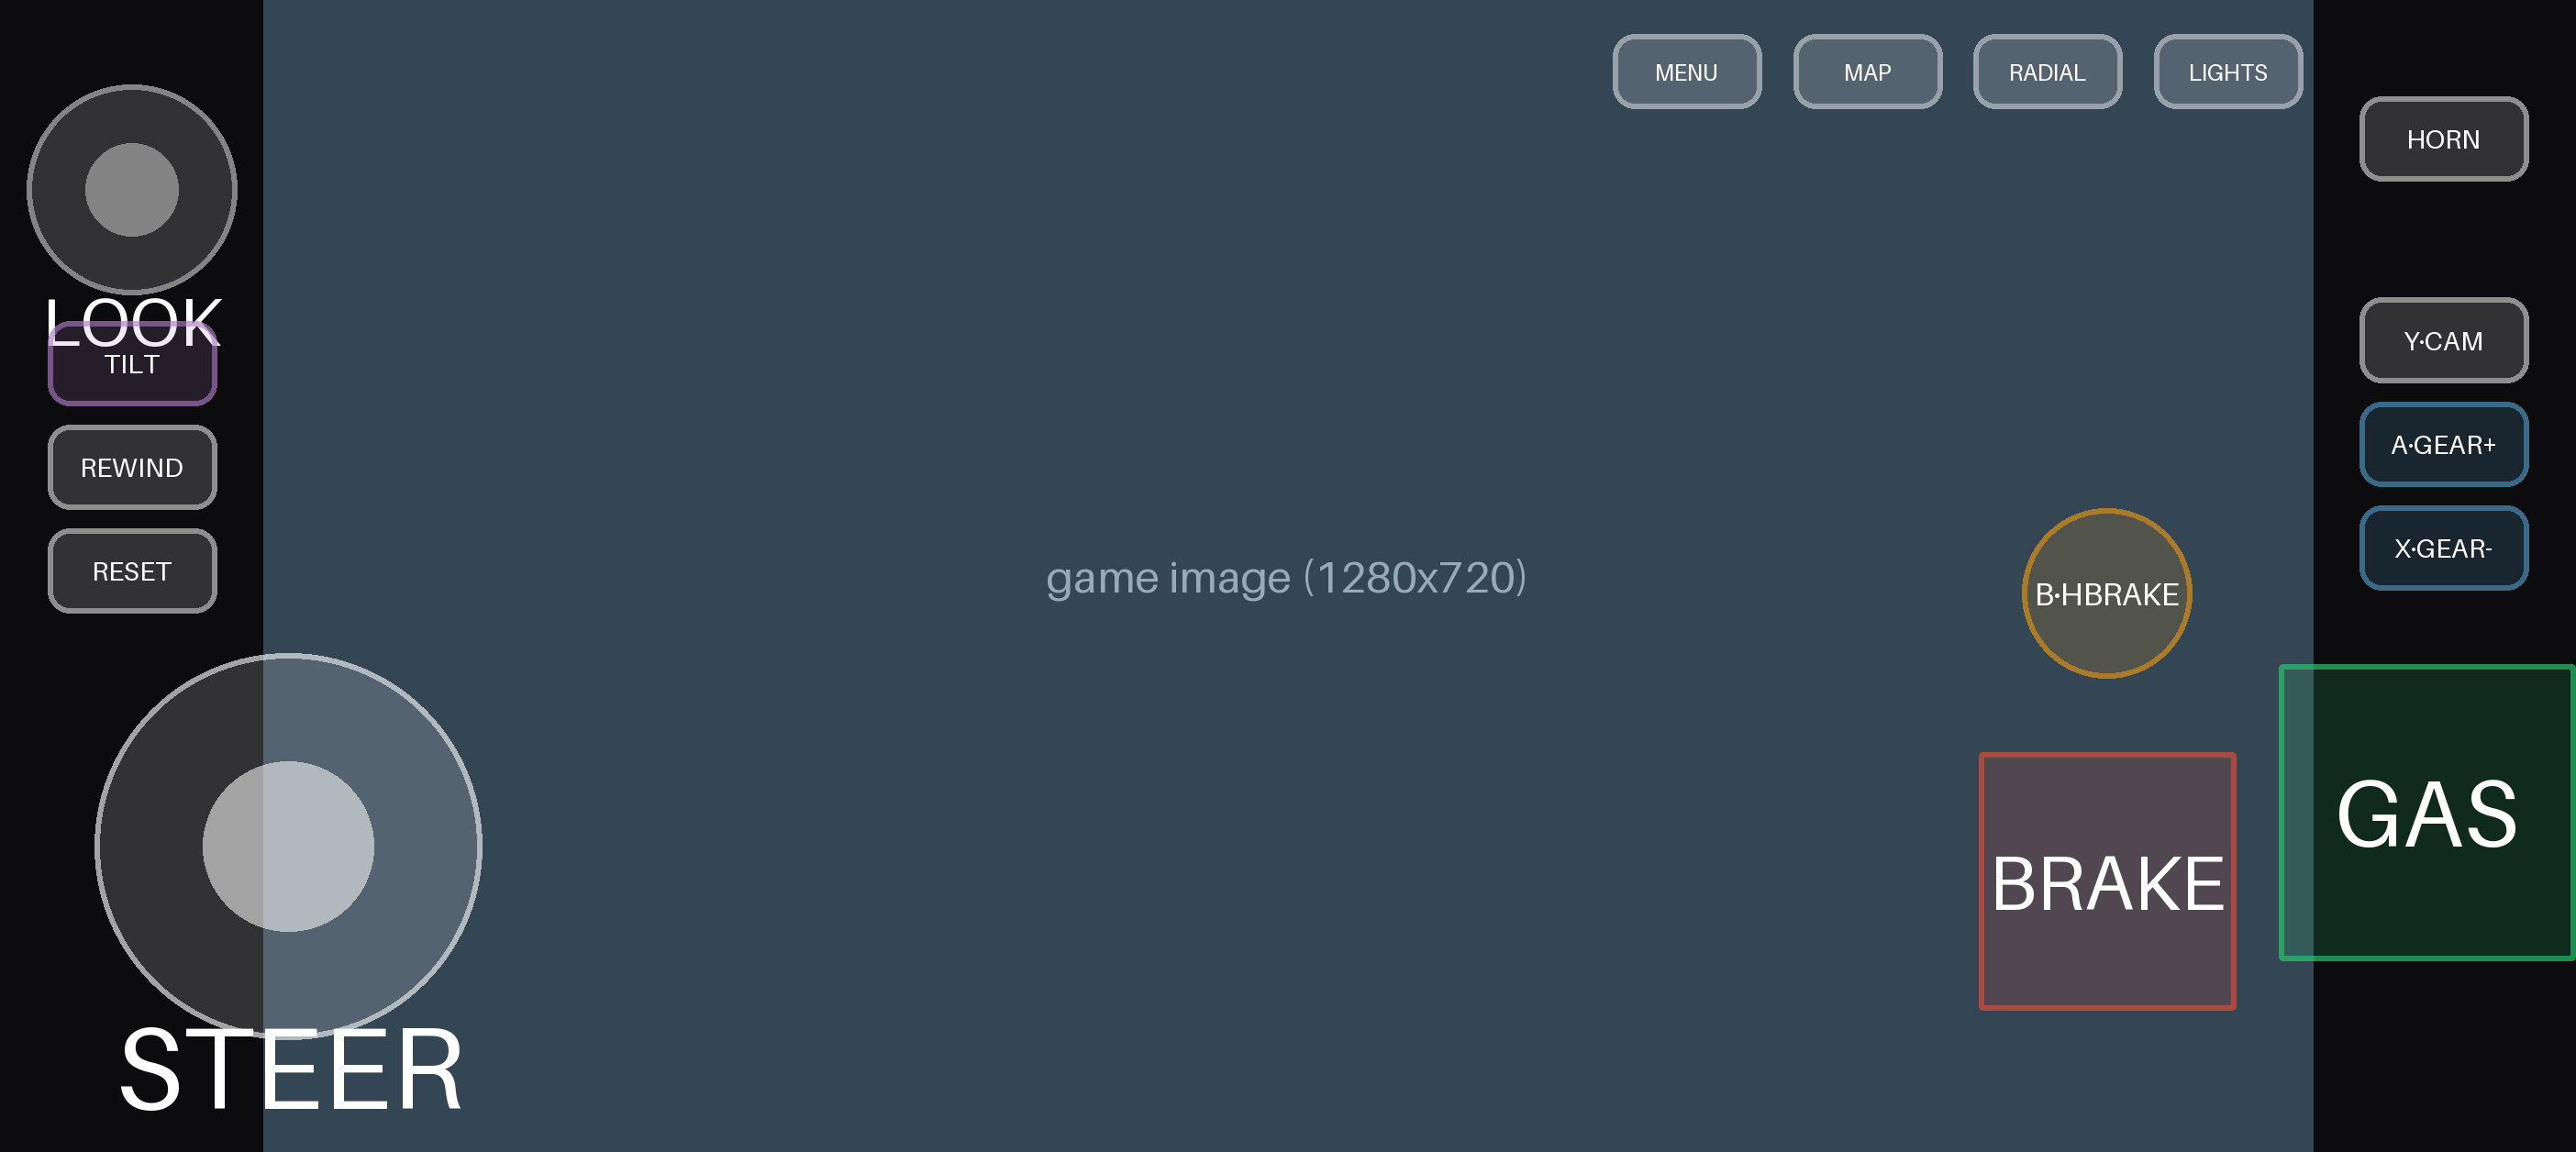 MENU
MAP
RADIAL
LIGHTS
HORN
LOOK
TILT
REWIND
RESET
Y·CAM
A·GEAR+
X·GEAR-
game image (1280x720)
B·HBRAKE
BRAKE
GAS
STEER